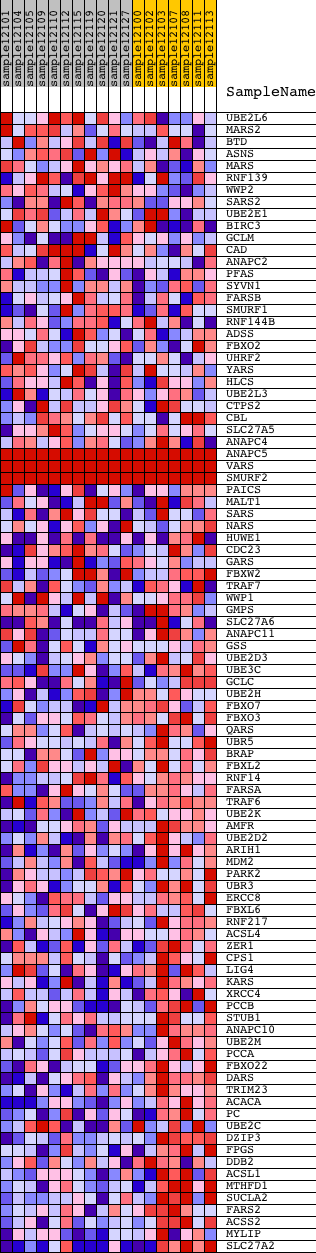 sample12101
sample12104
sample12105
sample12109
sample12110
sample12112
sample12115
sample12119
sample12120
sample12121
sample12127
sample12100
sample12102
sample12103
sample12107
sample12108
sample12111
sample12113
SampleName
UBE2L6
MARS2
BTD
ASNS
MARS
RNF139
WWP2
SARS2
UBE2E1
BIRC3
GCLM
CAD
ANAPC2
PFAS
SYVN1
FARSB
SMURF1
RNF144B
ADSS
FBXO2
UHRF2
YARS
HLCS
UBE2L3
CTPS2
CBL
SLC27A5
ANAPC4
ANAPC5
VARS
SMURF2
PAICS
MALT1
SARS
NARS
HUWE1
CDC23
GARS
FBXW2
TRAF7
WWP1
GMPS
SLC27A6
ANAPC11
GSS
UBE2D3
UBE3C
GCLC
UBE2H
FBXO7
FBXO3
QARS
UBR5
BRAP
FBXL2
RNF14
FARSA
TRAF6
UBE2K
AMFR
UBE2D2
ARIH1
MDM2
PARK2
UBR3
ERCC8
FBXL6
RNF217
ACSL4
ZER1
CPS1
LIG4
KARS
XRCC4
PCCB
STUB1
ANAPC10
UBE2M
PCCA
FBXO22
DARS
TRIM23
ACACA
PC
UBE2C
DZIP3
FPGS
DDB2
ACSL1
MTHFD1
SUCLA2
FARS2
ACSS2
MYLIP
SLC27A2